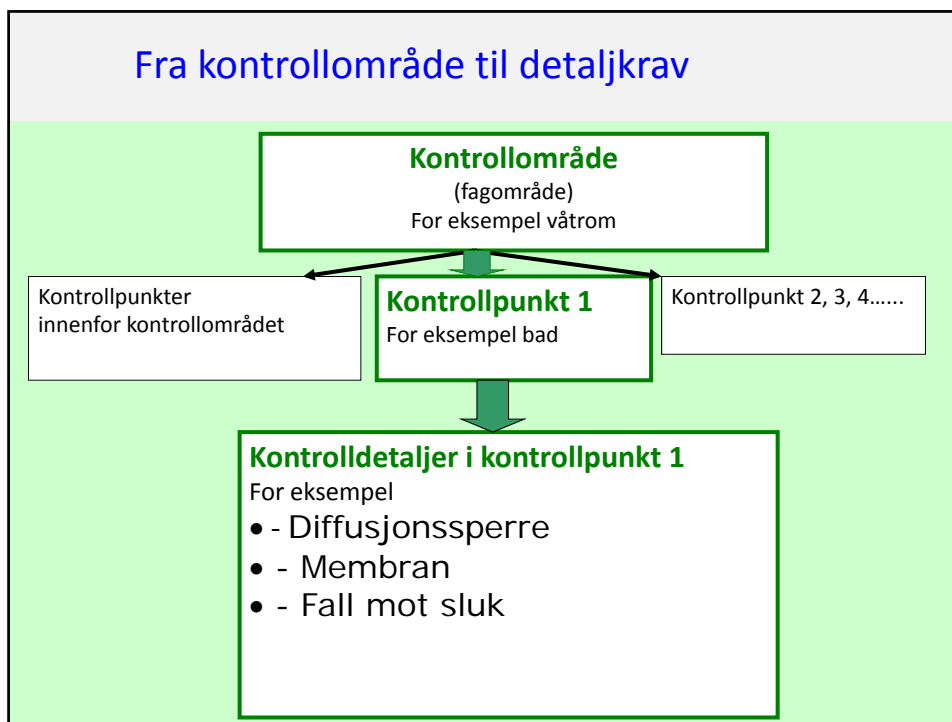 Fra kontrollområde til detaljkrav
Kontrollområde
(fagområde)
For eksempel våtrom
Kontrollpunkter
innenfor kontrollområdet
Kontrollpunkt 1
For eksempel bad
Kontrollpunkt 2, 3, 4…...
Kontrolldetaljer i kontrollpunkt 1
For eksempel
• - Diffusjonssperre
• - Membran
• - Fall mot sluk